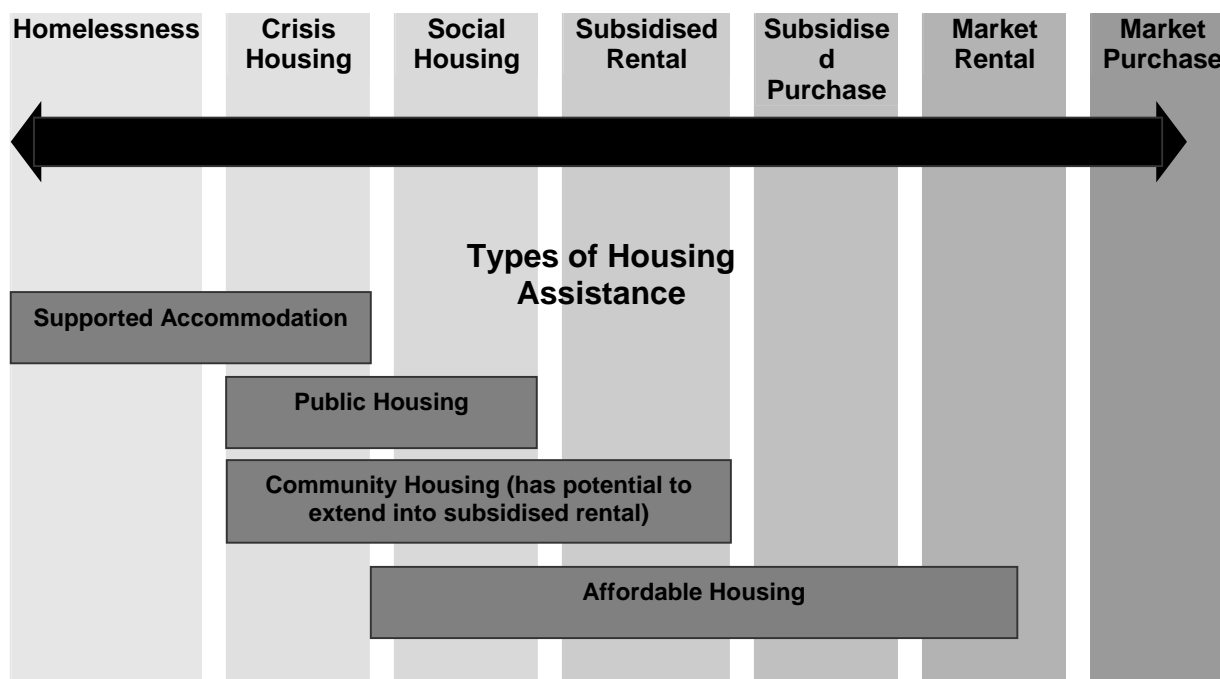 Homelessness
Crisis
Housing
Social
Housing
Subsidised
Rental
Subsidise
d
Purchase
Market
Rental
Market
Purchase
Types of Housing
Assistance
Supported Accommodation
Public Housing
Community Housing (has potential to
extend into subsidised rental)
Affordable Housing